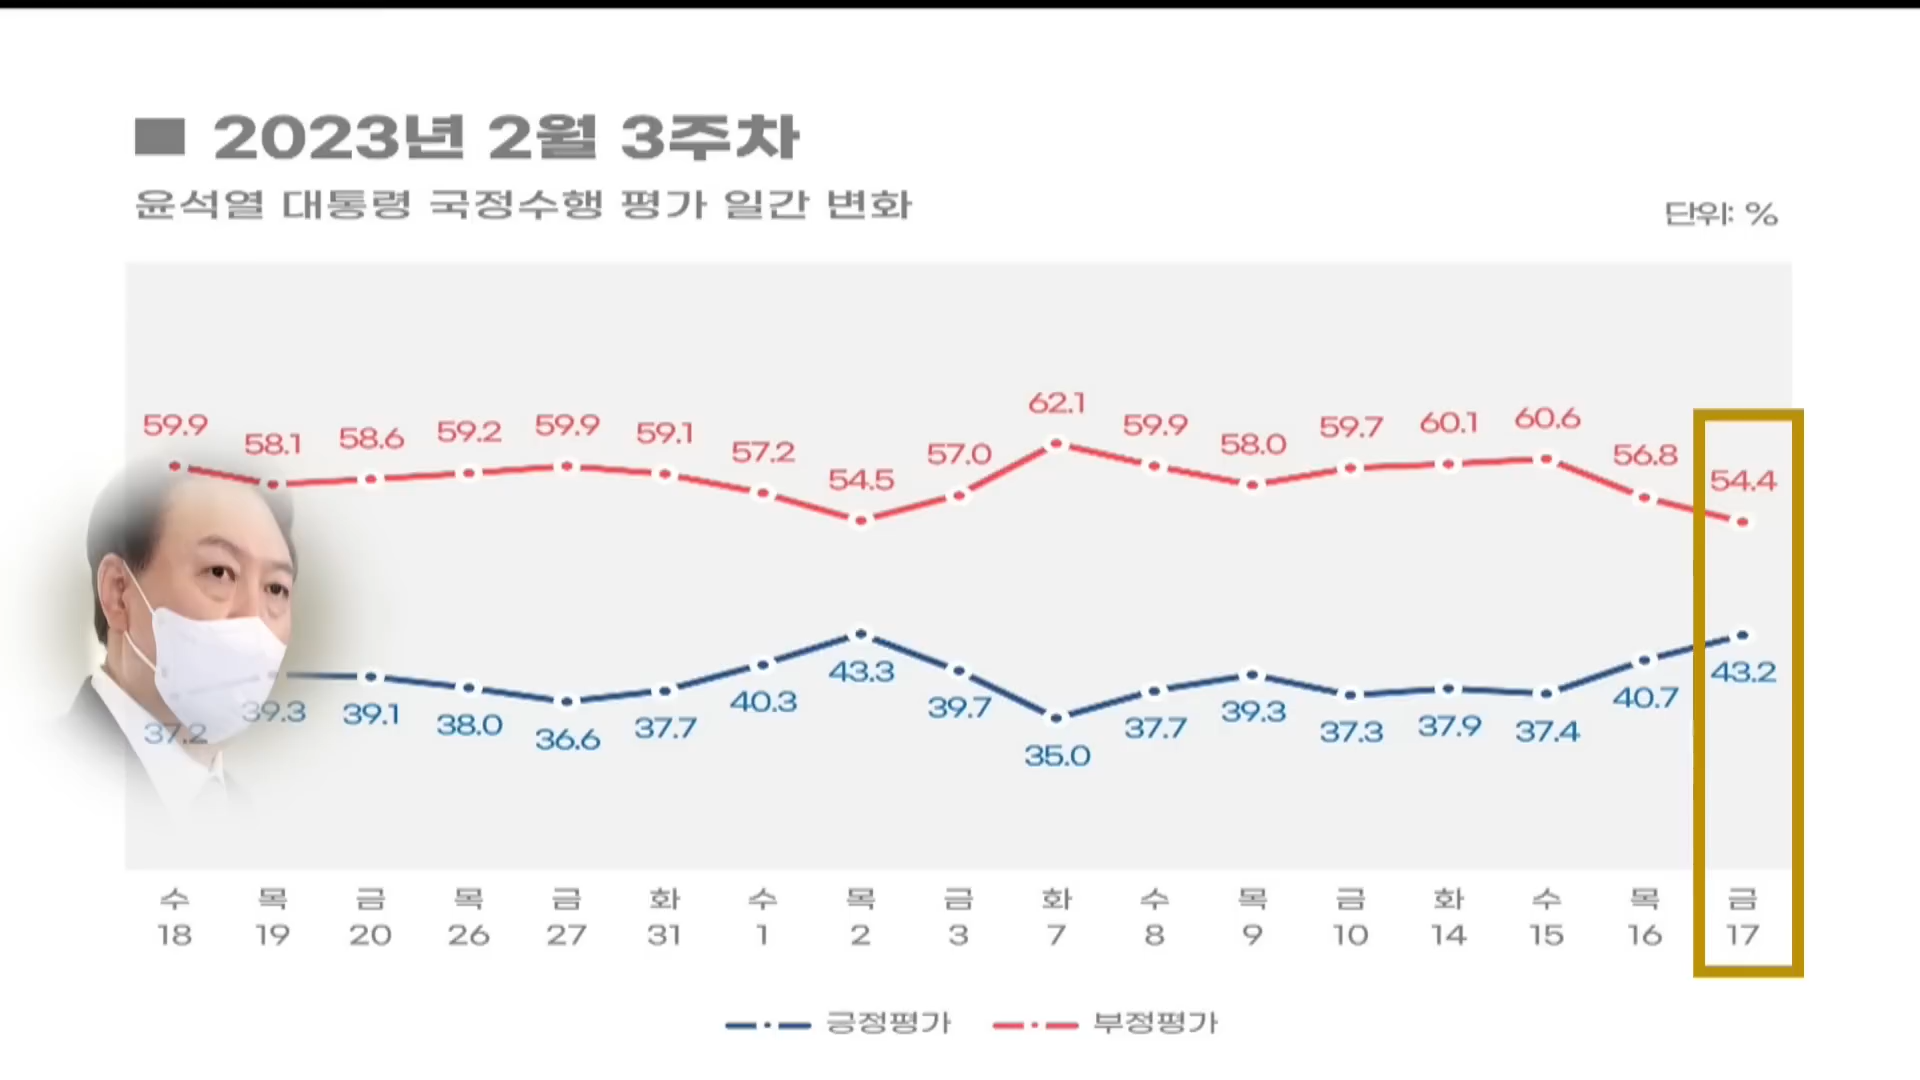 ■ 2023년 2월 3주차
윤석열 대통령 국정수행 평가 일간 변화
단위: %
59.9 58.1 58.6 59.2 59.9 59.1 57.2 54.5 57.0 62.1 59.9 58.0 59.7 60.1 60.6 56.8 54.4
37.2 39.3 39.1 38.0 36.6 37.7 40.3 43.3 39.7 35.0 37.7 39.3 37.3 37.9 37.4 40.7 43.2
수 목 금 목 금 화 수 목 금 화 수 목 금 화 수 목 금
18 19 20 26 27 31 1 2 3 7 8 9 10 14 15 16 17
긍정평가 부정평가